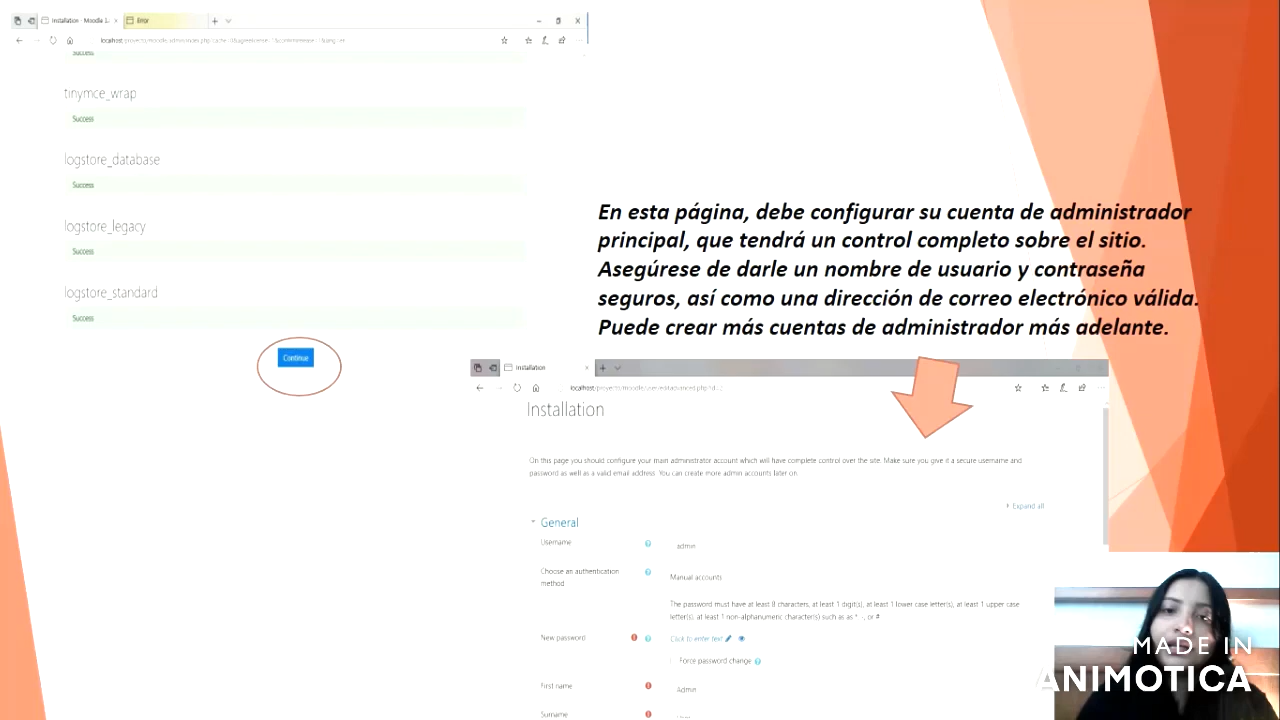 Installation - Moodle
Error
Success
tinymce_wrap
Success
logstore_database
Success
logstore_legacy
Success
logstore_standard
Success
Continue
En esta página, debe configurar su cuenta de administrador
principal, que tendrá un control completo sobre el sitio.
Asegúrese de darle un nombre de usuario y contraseña
seguros, así como una dirección de correo electrónico válida.
Puede crear más cuentas de administrador más adelante.
Installation
Installation
On this page you should configure your main administrator account which will have complete control over the site. Make sure you give it a secure username and
password as well as a valid email address. You can create more admin accounts later on.
Expand all
General
Username
admin
Choose an authentication
method
Manual accounts
The password must have at least 8 characters, at least 1 digit(s), at least 1 lower case letter(s), at least 1 upper case
letter(s), at least 1 non-alphanumeric character(s) such as as *, -, or #
New password
Click to enter text
Force password change
First name
Admin
Surname
MADE IN
ANIMOTICA